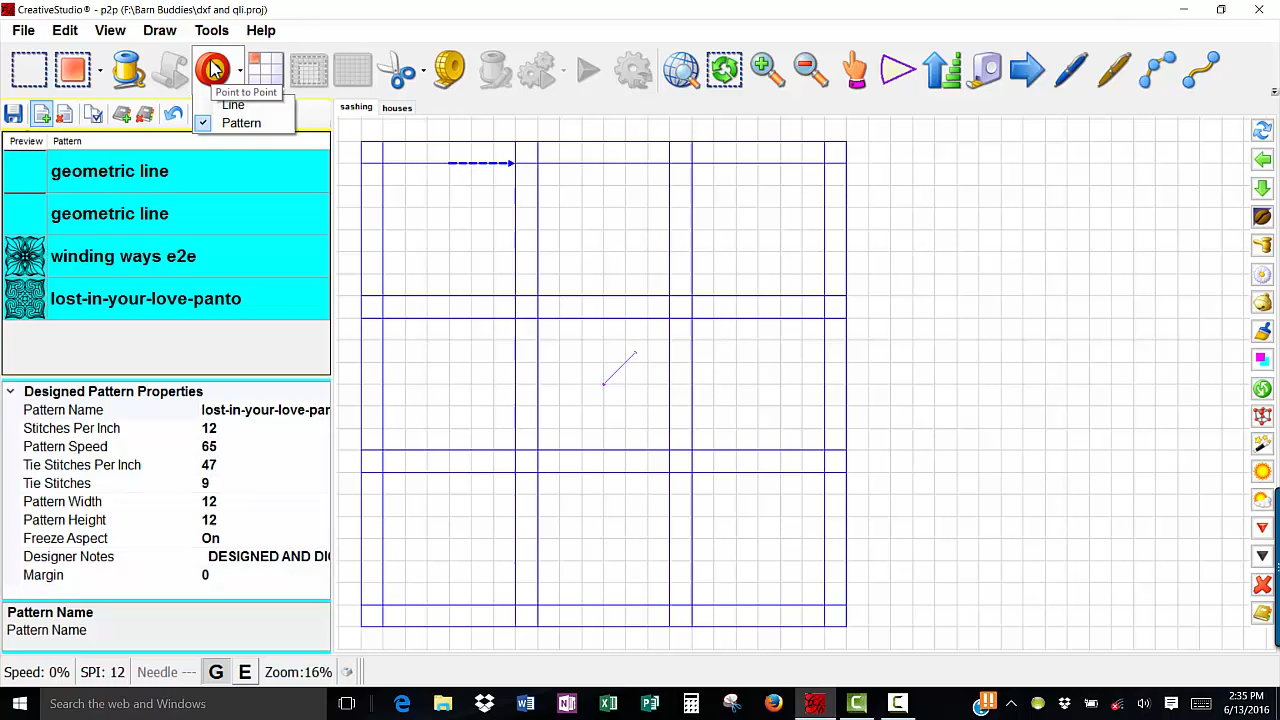 CreativeStudio® - p2p (F:\Barn Buddies\dxf and qli.proj)
File Edit View Draw Tools Help
Point to Point
Line
Pattern
Preview Pattern
geometric line
geometric line
winding ways e2e
lost-in-your-love-panto
sashing houses
Designed Pattern Properties
Pattern Name lost-in-your-love-par
Stitches Per Inch 12
Pattern Speed 65
Tie Stitches Per Inch 47
Tie Stitches 9
Pattern Width 12
Pattern Height 12
Freeze Aspect On
Designer Notes DESIGNED AND DI
Margin 0
Pattern Name
Pattern Name
Speed: 0% SPI: 12 Needle --- G E Zoom:16%
Search the web and Windows
2:35 PM
6/13/2016